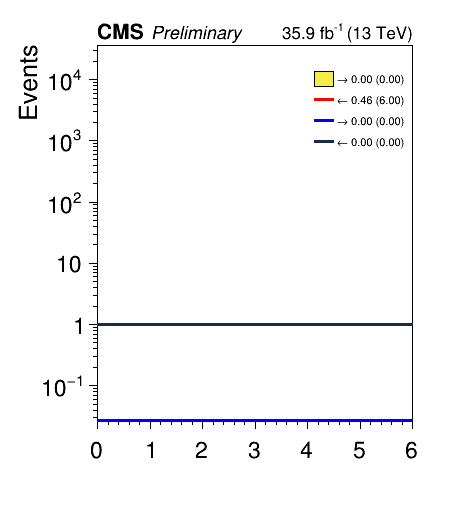 CMS Preliminary 35.9 fb⁻¹ (13 TeV)
Events
→ 0.00 (0.00)
← 0.46 (6.00)
→ 0.00 (0.00)
← 0.00 (0.00)
10⁴
10³
10²
10
1
10⁻¹
0 1 2 3 4 5 6